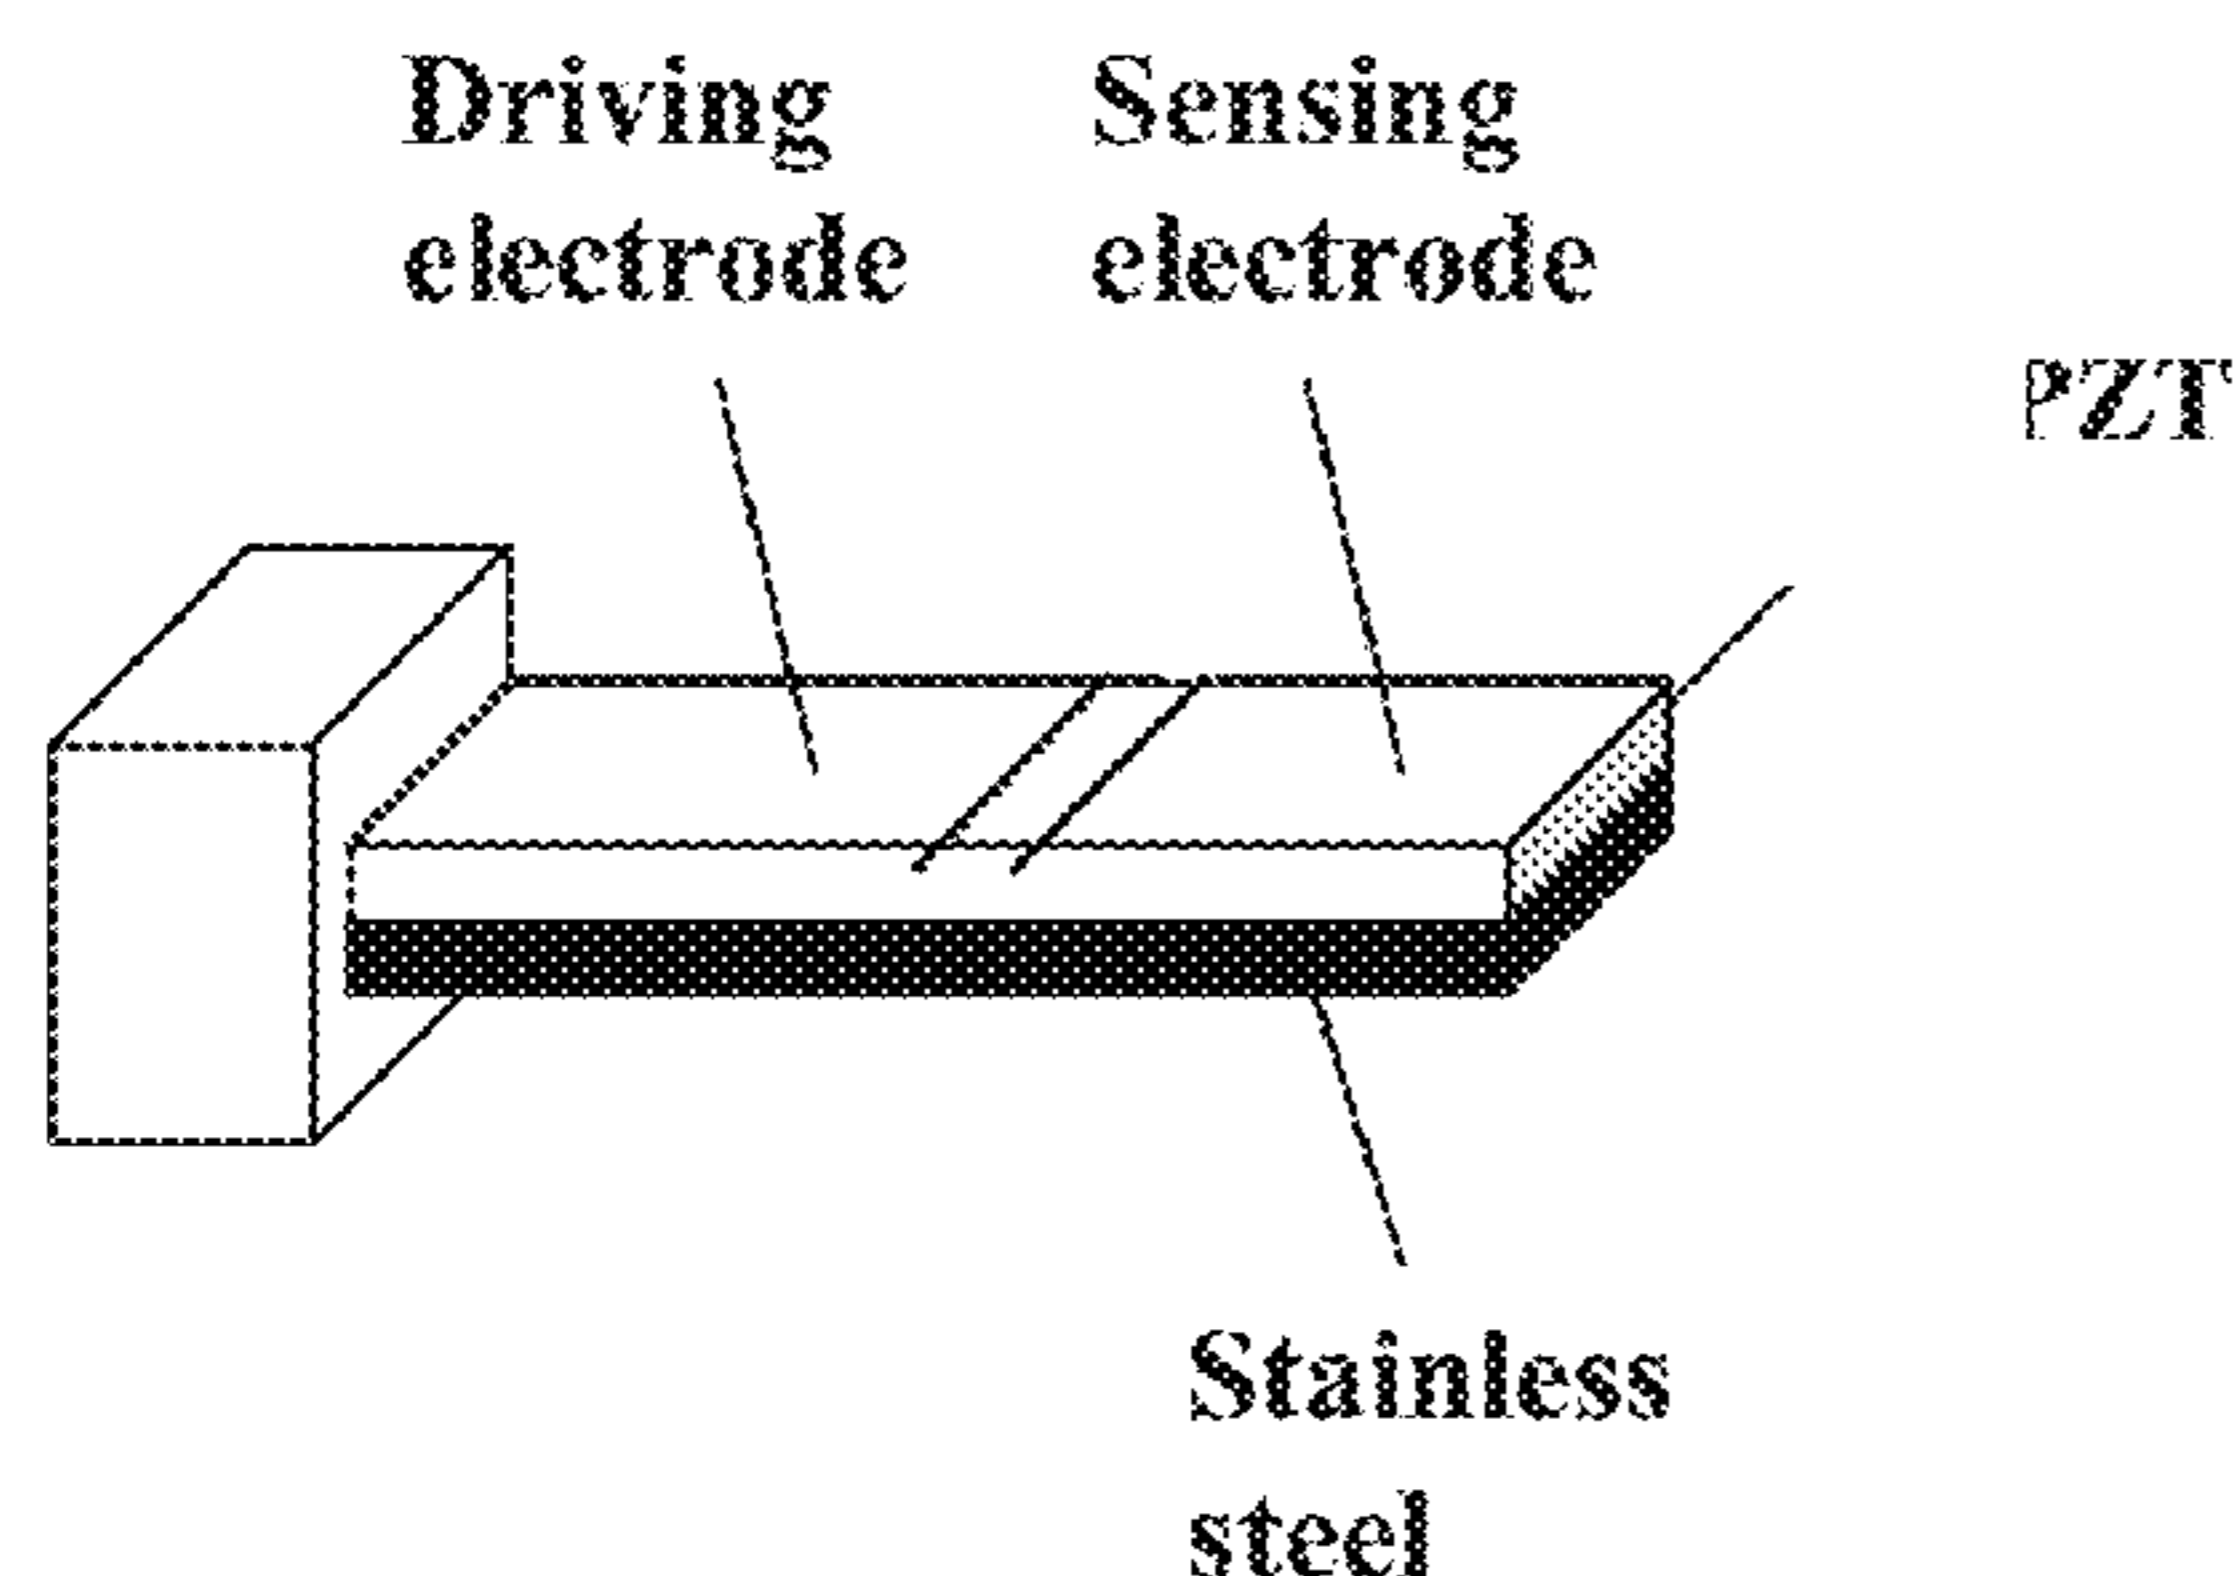 Driving
electrode
Sensing
electrode
PZT
Stainless
steel